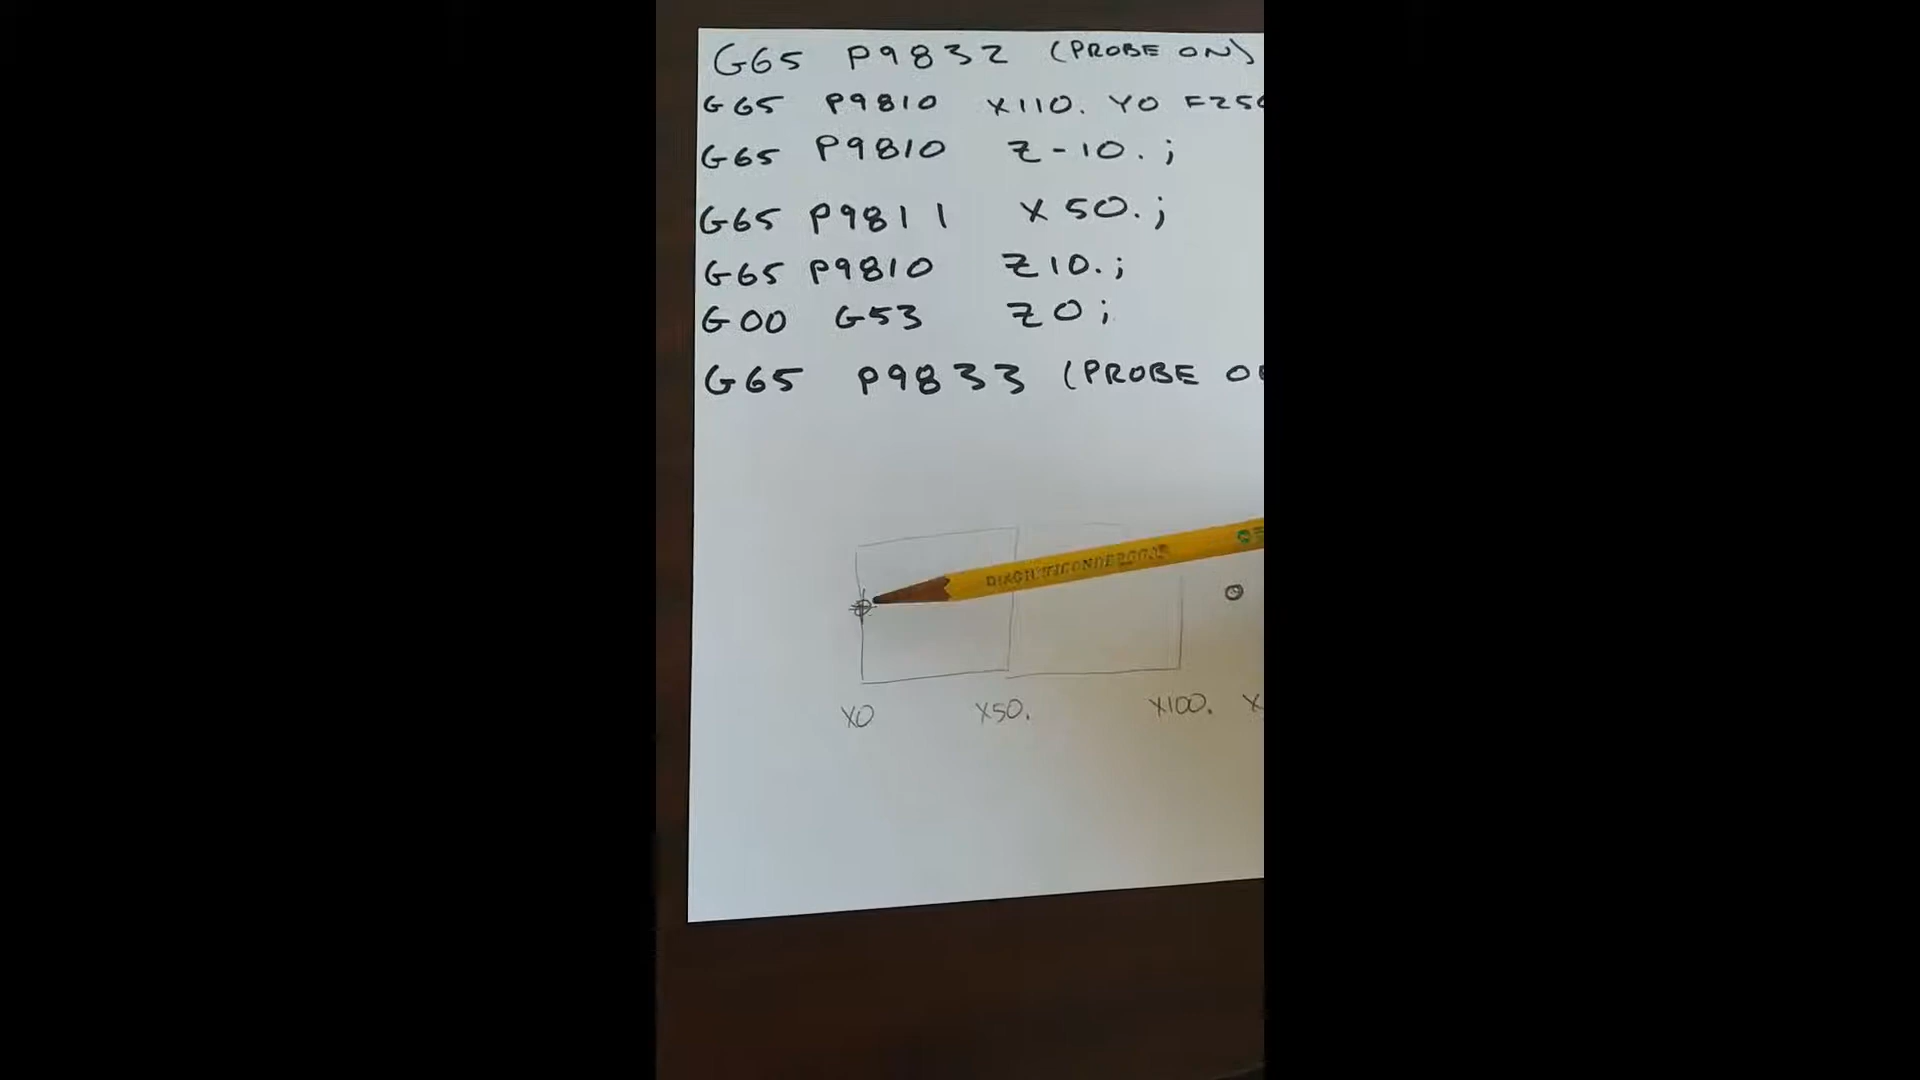 G65 P9832 (PROBE ON)
G65 P9810 X110. Y0 F250
G65 P9810 Z-10.;
G65 P9811 X50.;
G65 P9810 Z10.;
G00 G53 Z0;
G65 P9833 (PROBE
X0 X50. X100. X